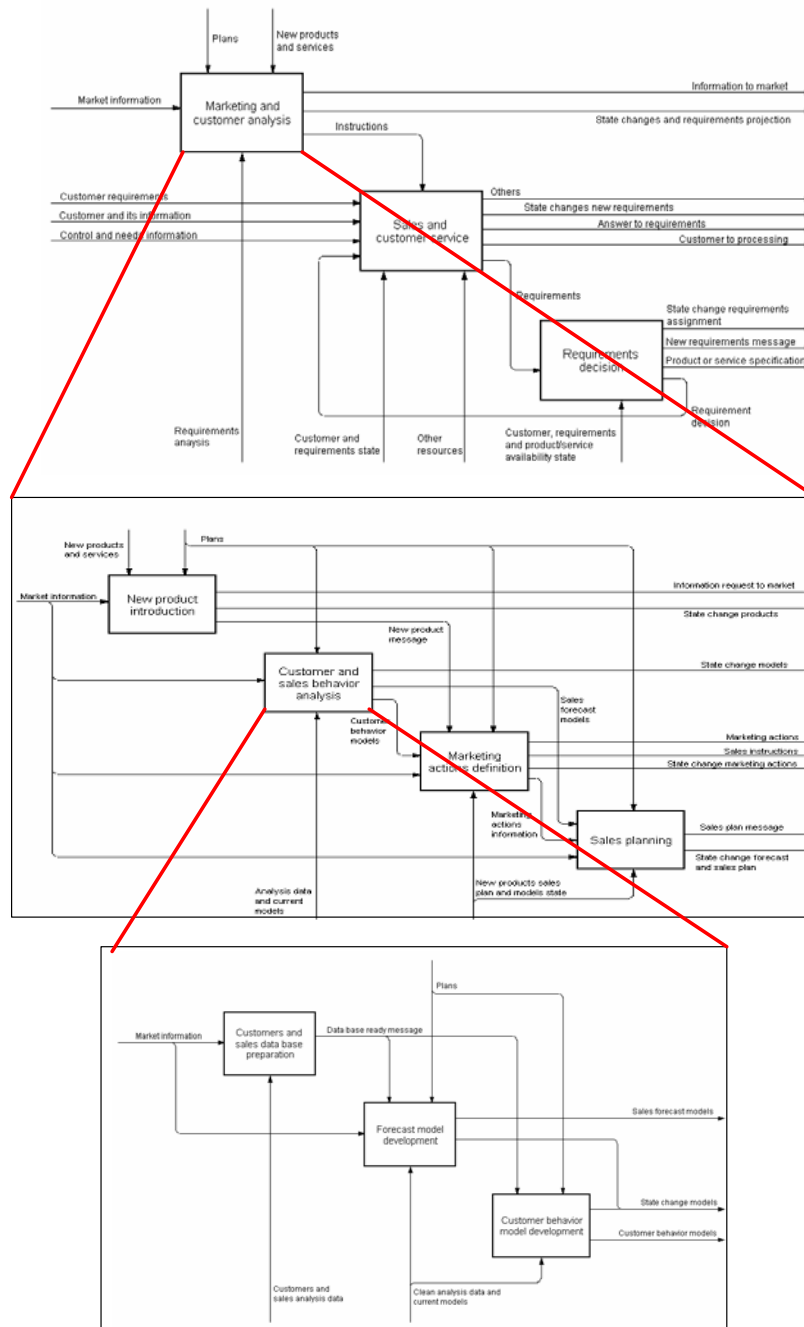 Plans
New products
and services
Market information
Marketing and
customer analysis
Information to market
State changes and requirements projection
Instructions
Customer requirements
Customer and its information
Control and needs information
Sales and
customer service
Others
State changes new requirements
Answer to requirements
Customer to processing
Requirements
State change requirements
assignment
New requirements message
Product or service specification
Requirements
decision
Requirement
decision
Requirements
anaysis
Customer and
requirements state
Other
resources
Customer, requirements
and product/service
availability state
New products
and services
Plans
Market information
New product
introduction
Information request to market
State change products
New product
message
Customer and
sales behavior
analysis
State change models
Customer
behavior
models
Sales
forecast
models
Marketing
actions definition
Marketing actions
Sales instructions
State change marketing actions
Marketing
actions
information
Sales planning
Sales plan message
State change forecast
and sales plan
Analysis data
and current
models
New products sales
plan and models state
Plans
Market information
Customers and
sales data base
preparation
Data base ready message
Forecast model
development
Sales forecast models
Customer behavior
model development
State change models
Customer behavior models
Customers and
sales analysis data
Clean analysis data and
current models